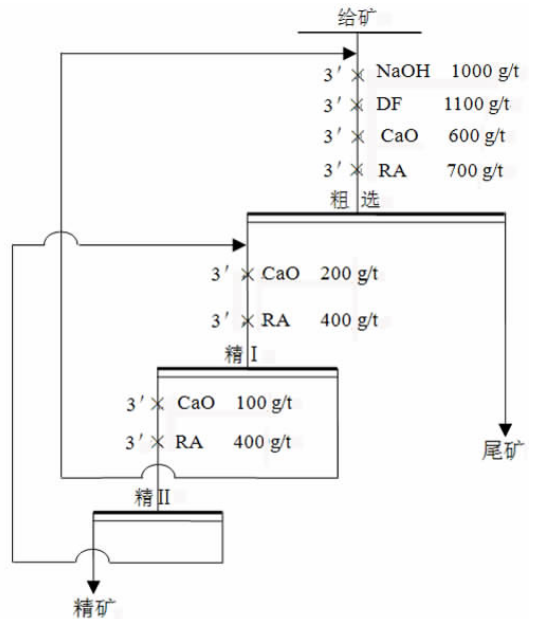 给矿
3′ NaOH 1000 g/t
3′ DF 1100 g/t
3′ CaO 600 g/t
3′ RA 700 g/t
粗 选
3′ CaO 200 g/t
3′ RA 400 g/t
精 I
3′ CaO 100 g/t
3′ RA 400 g/t
尾矿
精 II
精矿